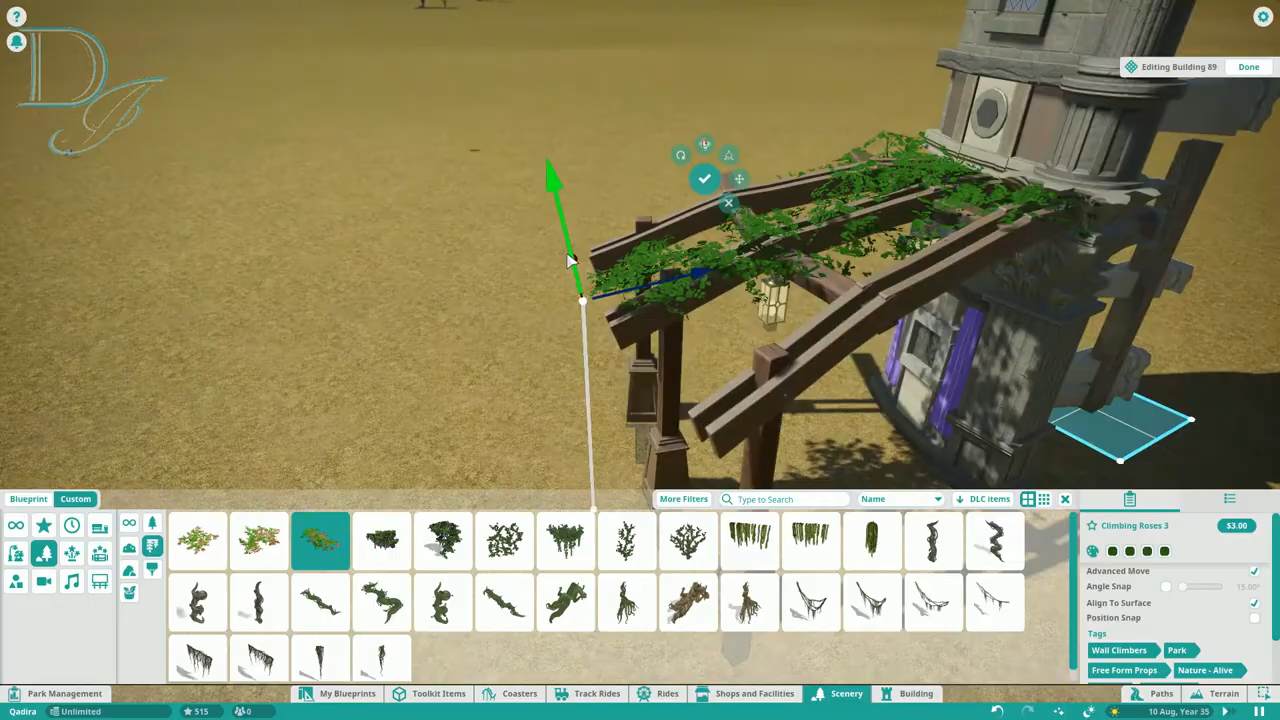 ?
DB
Editing Building 89 Done
Blueprint Custom More Filters Type to Search Name DLC items
Climbing Roses 3 $3.00
Advanced Move
Angle Snap 15.00°
Align To Surface
Position Snap
Tags
Wall Climbers Park
Free Form Props Nature - Alive
Park Management My Blueprints Toolkit Items Coasters Track Rides Rides Shops and Facilities Scenery Building Paths Terrain
Qadira Unlimited 515 0 10 Aug, Year 35